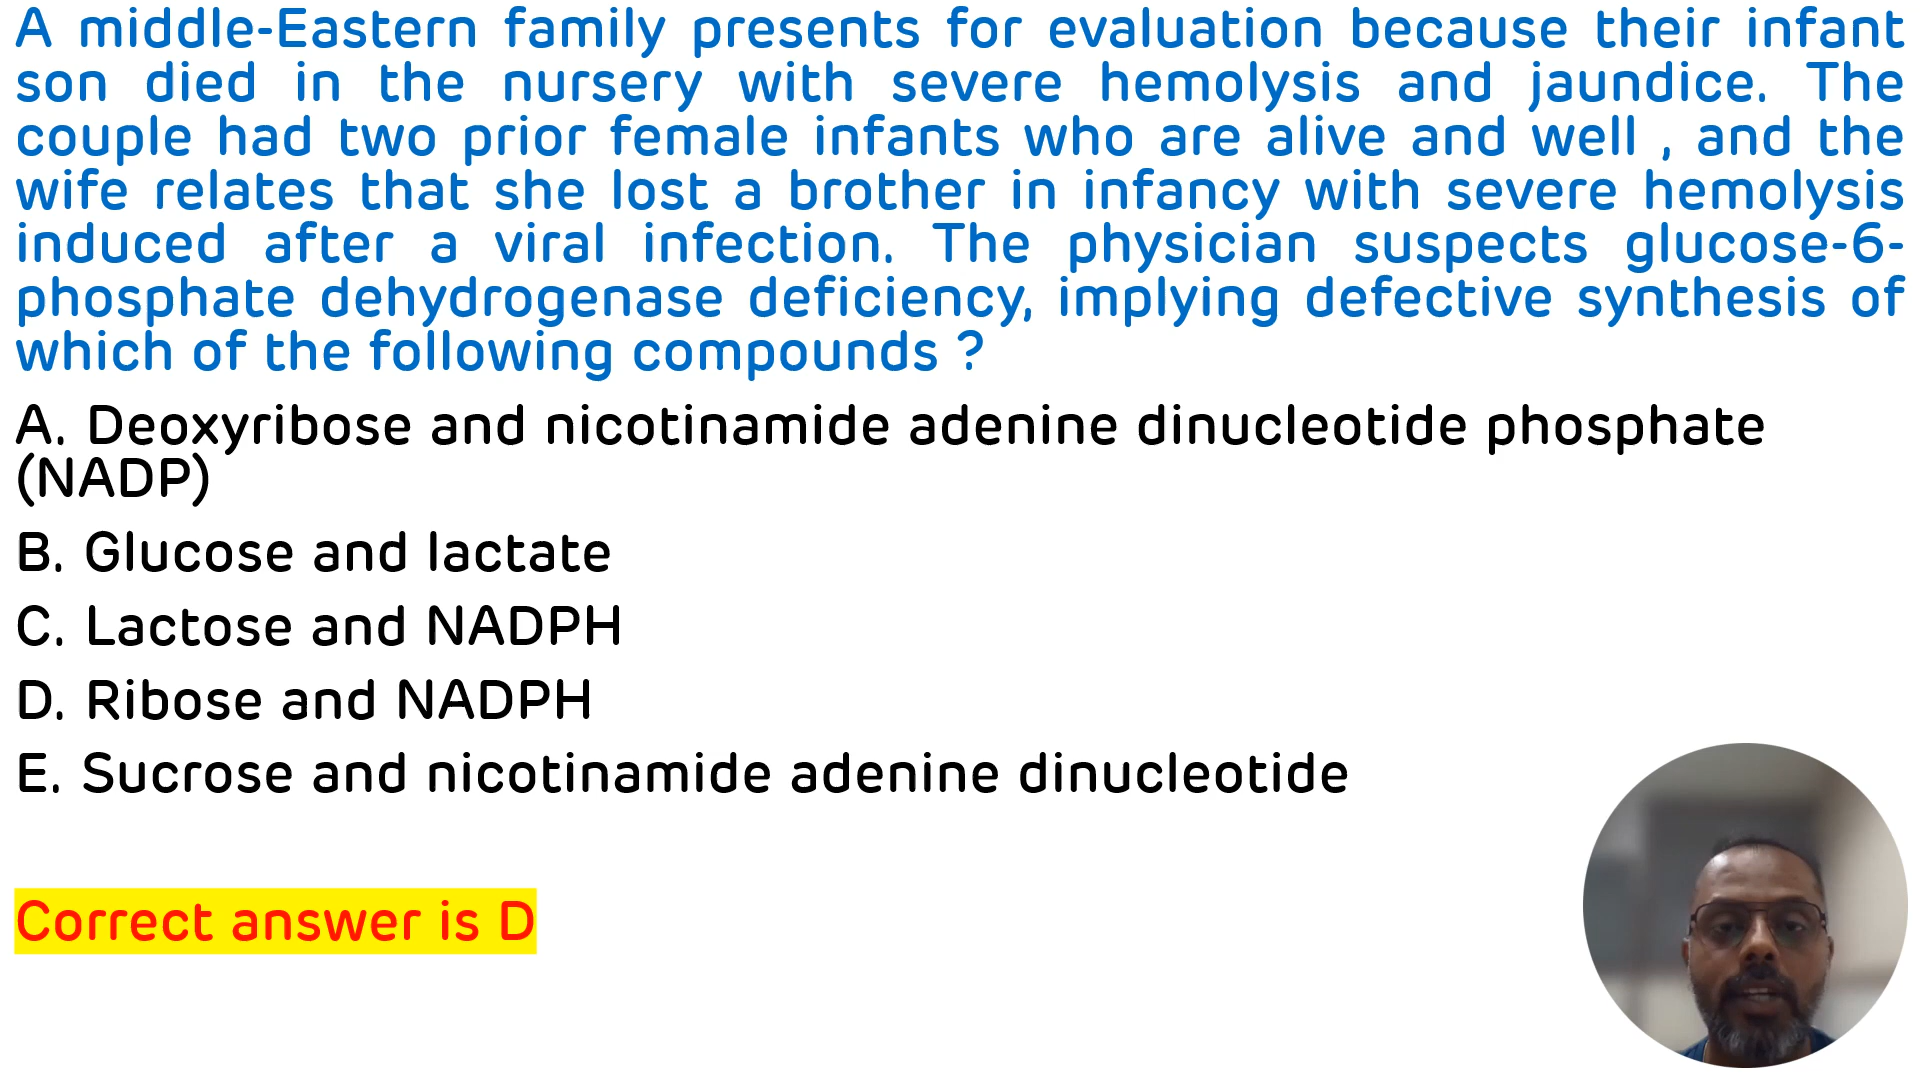 A middle-Eastern family presents for evaluation because their infant
son died in the nursery with severe hemolysis and jaundice. The
couple had two prior female infants who are alive and well , and the
wife relates that she lost a brother in infancy with severe hemolysis
induced after a viral infection. The physician suspects glucose-6-
phosphate dehydrogenase deficiency, implying defective synthesis of
which of the following compounds ?
A. Deoxyribose and nicotinamide adenine dinucleotide phosphate
(NADP)
B. Glucose and lactate
C. Lactose and NADPH
D. Ribose and NADPH
E. Sucrose and nicotinamide adenine dinucleotide
Correct answer is D